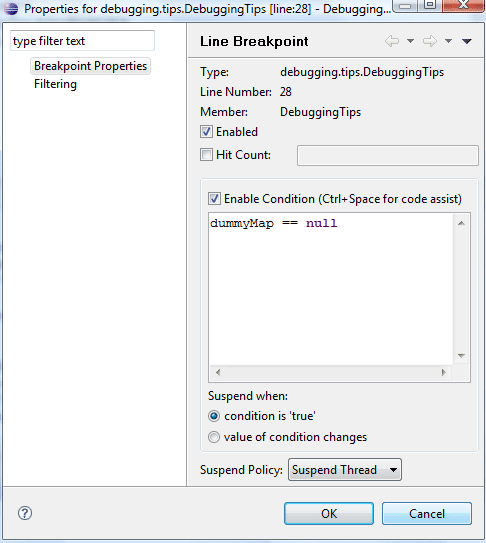 Properties for debugging.tips.DebuggingTips [line:28] - Debugging...
type filter text
Breakpoint Properties
Filtering
Line Breakpoint
Type: debugging.tips.DebuggingTips
Line Number: 28
Member: DebuggingTips
Enabled
Hit Count:
Enable Condition (Ctrl+Space for code assist)
dummyMap == null
Suspend when:
condition is 'true'
value of condition changes
Suspend Policy: Suspend Thread
? OK Cancel